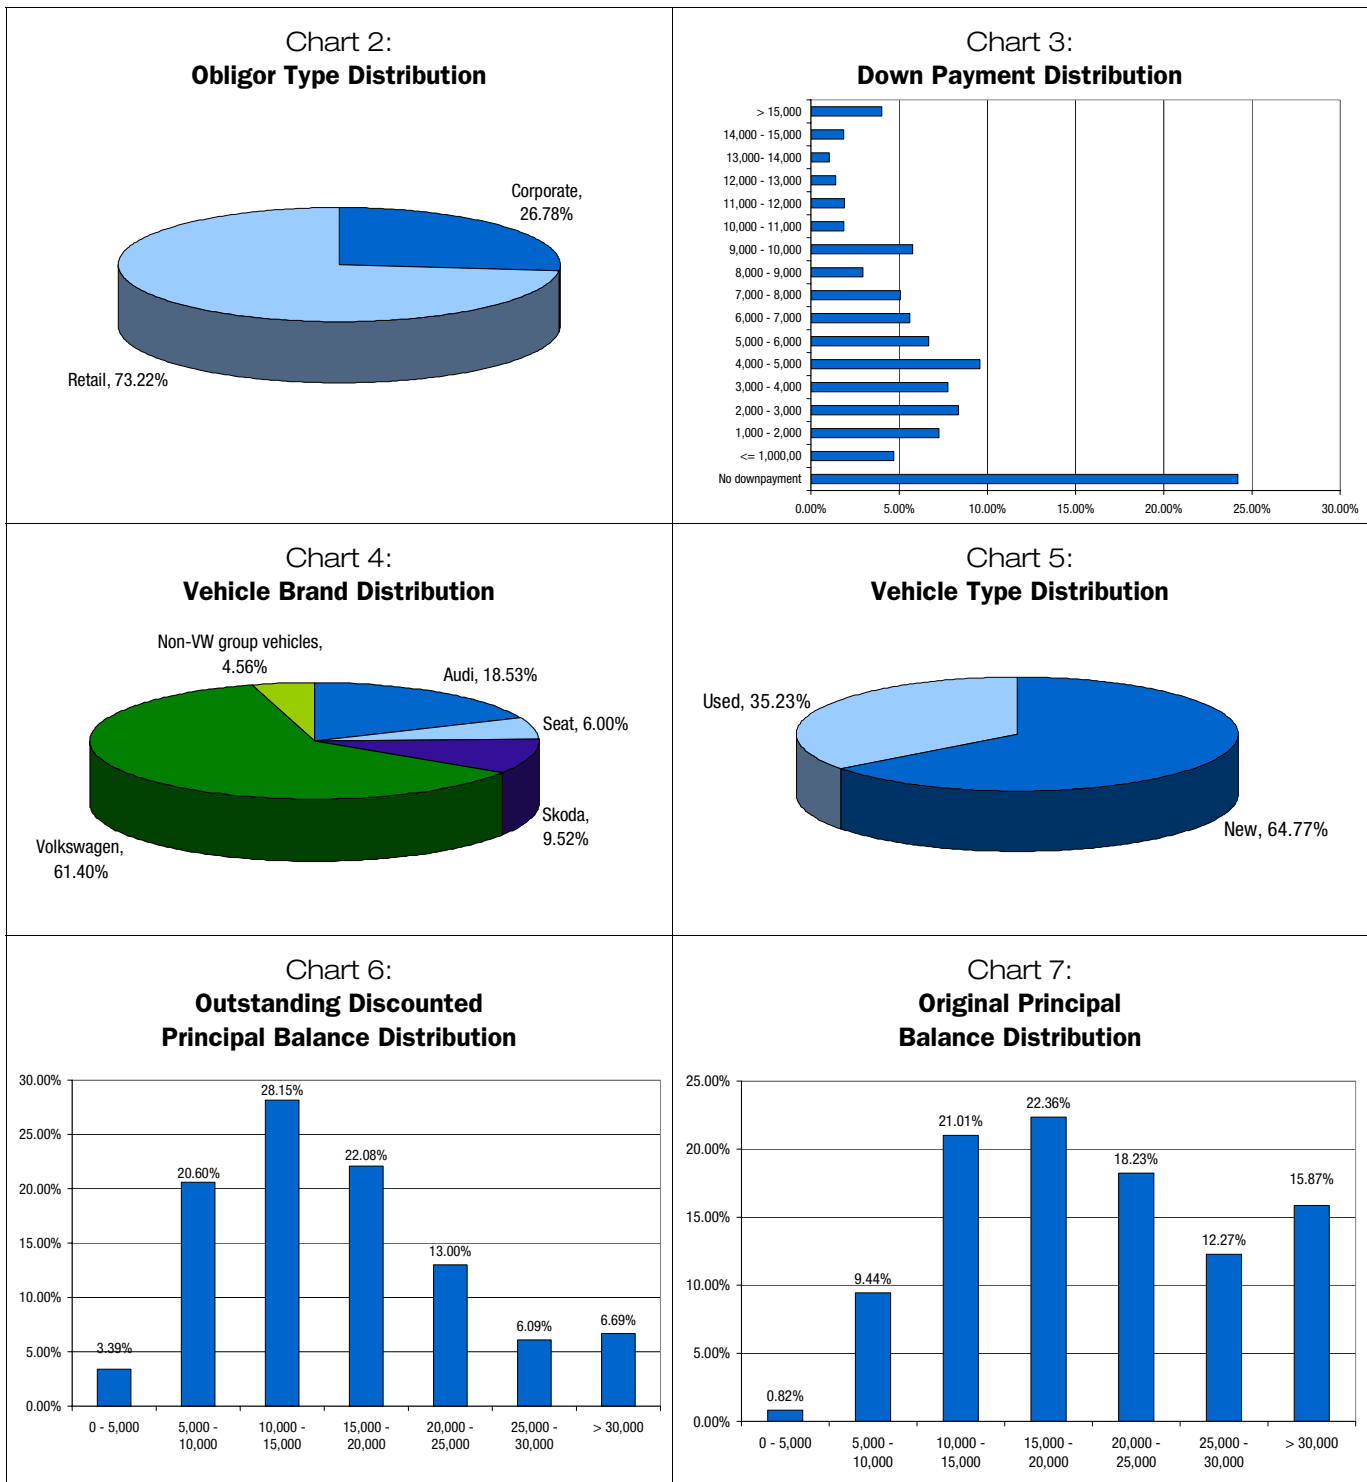 Chart 2:
Obligor Type Distribution
Corporate,
26.78%
Retail, 73.22%
Chart 3:
Down Payment Distribution
> 15,000
14,000 - 15,000
13,000- 14,000
12,000 - 13,000
11,000 - 12,000
10,000 - 11,000
9,000 - 10,000
8,000 - 9,000
7,000 - 8,000
6,000 - 7,000
5,000 - 6,000
4,000 - 5,000
3,000 - 4,000
2,000 - 3,000
1,000 - 2,000
<= 1,000,00
No downpayment
0.00% 5.00% 10.00% 15.00% 20.00% 25.00% 30.00%
Chart 4:
Vehicle Brand Distribution
Non-VW group vehicles,
4.56%
Audi, 18.53%
Seat, 6.00%
Skoda,
9.52%
Volkswagen,
61.40%
Chart 5:
Vehicle Type Distribution
Used, 35.23%
New, 64.77%
Chart 6:
Outstanding Discounted
Principal Balance Distribution
30.00%
25.00%
20.00%
15.00%
10.00%
5.00%
0.00%
3.39%
20.60%
28.15%
22.08%
13.00%
6.09%
6.69%
0 - 5,000 5,000 - 10,000 - 15,000 - 20,000 - 25,000 - > 30,000
10,000 15,000 20,000 25,000 30,000
Chart 7:
Original Principal
Balance Distribution
25.00%
20.00%
15.00%
10.00%
5.00%
0.00%
0.82%
9.44%
21.01%
22.36%
18.23%
12.27%
15.87%
0 - 5,000 5,000 - 10,000 - 15,000 - 20,000 - 25,000 - > 30,000
10,000 15,000 20,000 25,000 30,000